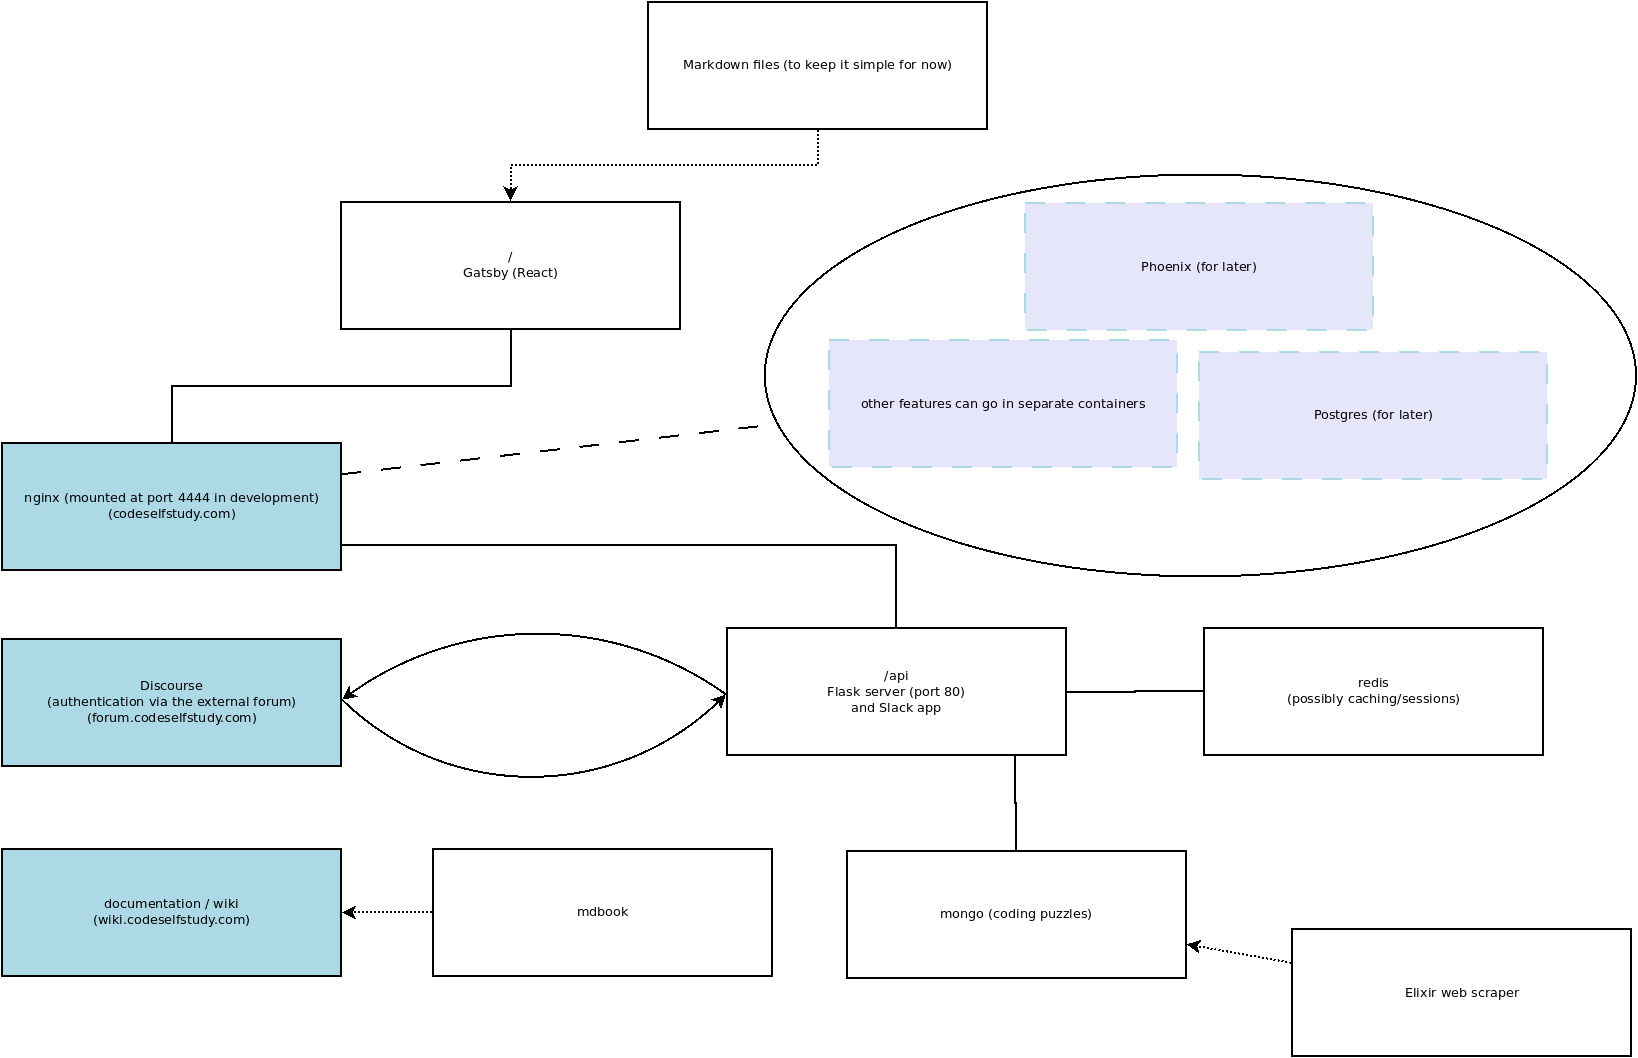 Markdown files (to keep it simple for now)
/
Gatsby (React)
Phoenix (for later)
other features can go in separate containers
Postgres (for later)
nginx (mounted at port 4444 in development)
(codeselfstudy.com)
Discourse
(authentication via the external forum)
(forum.codeselfstudy.com)
/api
Flask server (port 80)
and Slack app
redis
(possibly caching/sessions)
documentation / wiki
(wiki.codeselfstudy.com)
mdbook
mongo (coding puzzles)
Elixir web scraper